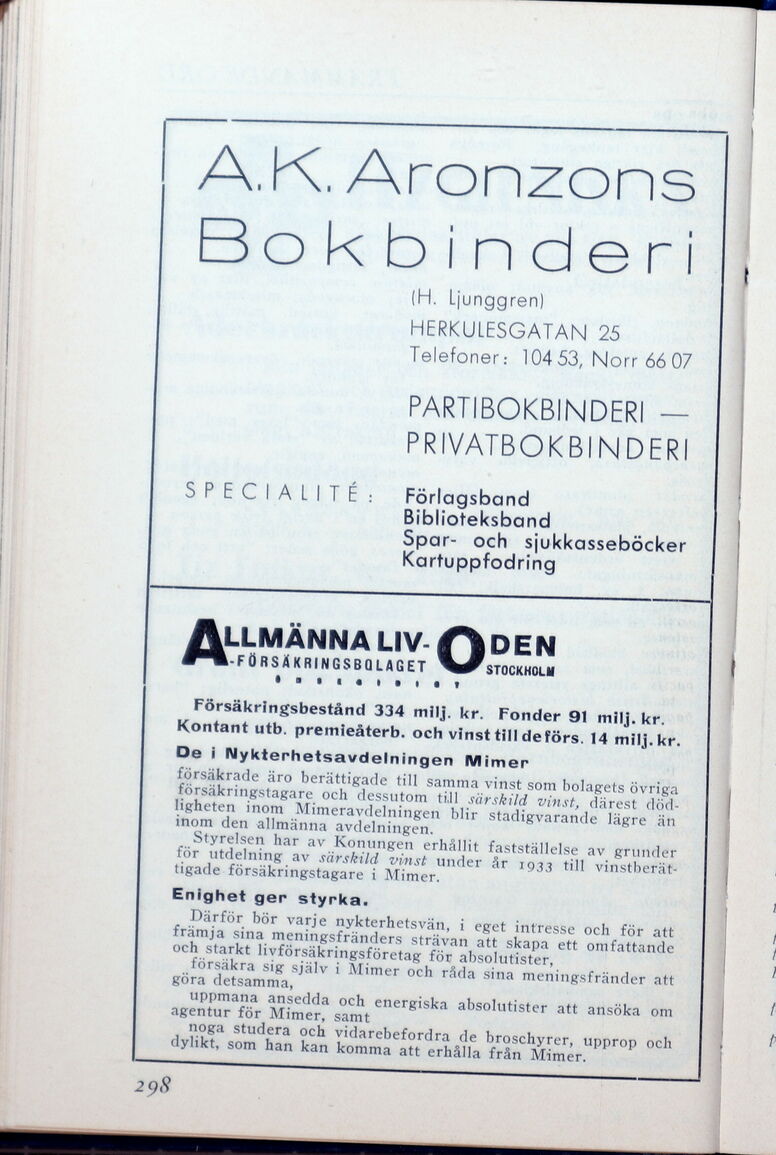 A.K. Aronzons
Bokbinderi
(H. Ljunggren)
HERKULESGATAN 25
Telefoner: 104 53, Norr 66 07
PARTIBOKBINDERI —
PRIVATBOKBINDERI
SPECIALITÉ: Förlagsband
Biblioteksband
Spar- och sjukkasseböcker
Kartuppfodring
ALLMÄNNA LIV- ODEN
-FÖRSÄKRINGSBOLAGET STOCKHOLM
Försäkringsbestånd 334 milj. kr. Fonder 91 milj. kr.
Kontant utb. premieåterb. och vinst till de förs. 14 milj. kr.
De i Nykterhetsavdelningen Mimer
försäkrade äro berättigade till samma vinst som bolagets övriga
försäkringstagare och dessutom till särskild vinst, därest död-
ligheten inom Mimeravdelningen blir stadigvarande lägre än
inom den allmänna avdelningen.
Styrelsen har av Konungen erhållit fastställelse av grunder
för utdelning av särskild vinst under år 1933 till vinstberät-
tigade försäkringstagare i Mimer.
Enighet ger styrka.
Därför bör varje nykterhetsvän, i eget intresse och för att
främja sina meningsfränders strävan att skapa ett omfattande
och starkt livförsäkringsföretag för absolutister,
försäkra sig själv i Mimer och råda sina meningsfränder att
göra detsamma,
uppmana ansedda och energiska absolutister att ansöka om
agentur för Mimer, samt
noga studera och vidarebefordra de broschyrer, upprop och
dylikt, som han kan komma att erhålla från Mimer.
298